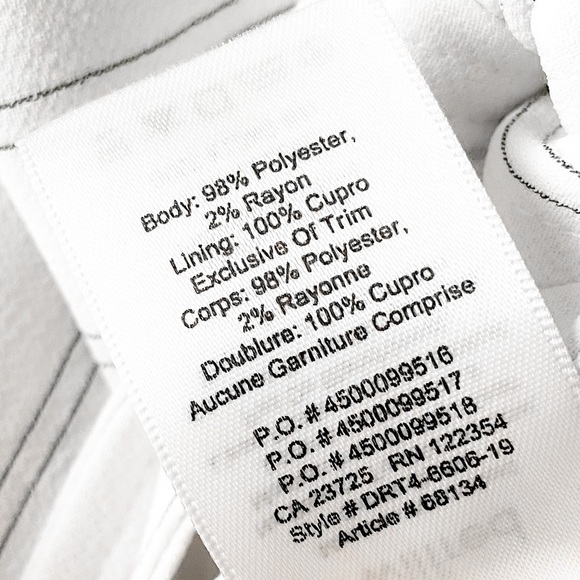 Body: 98% Polyester,
2% Rayon
Lining: 100% Cupro
Exclusive Of Trim
Corps: 98% Polyester,
2% Rayonne
Doublure: 100% Cupro
Aucune Garniture Comprise
P.O. # 4500099516
P.O. # 4500099517
P.O. # 4500099518
CA 23725 RN 122354
Style # DRT4-6606-19
Article # 68134